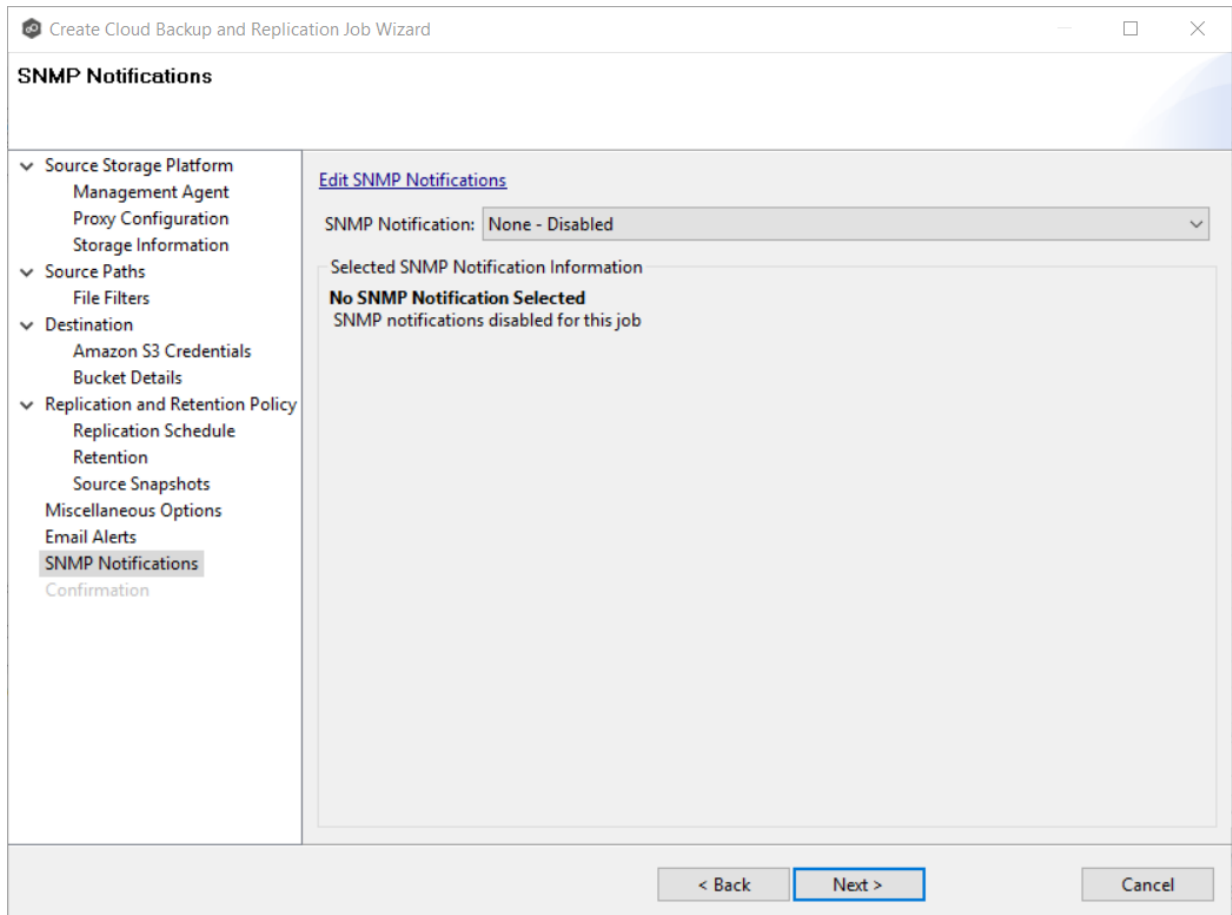 Create Cloud Backup and Replication Job Wizard
SNMP Notifications
Source Storage Platform
Management Agent
Proxy Configuration
Storage Information
Source Paths
File Filters
Destination
Amazon S3 Credentials
Bucket Details
Replication and Retention Policy
Replication Schedule
Retention
Source Snapshots
Miscellaneous Options
Email Alerts
SNMP Notifications
Confirmation
Edit SNMP Notifications
SNMP Notification: None - Disabled
Selected SNMP Notification Information
No SNMP Notification Selected
SNMP notifications disabled for this job
< Back Next > Cancel